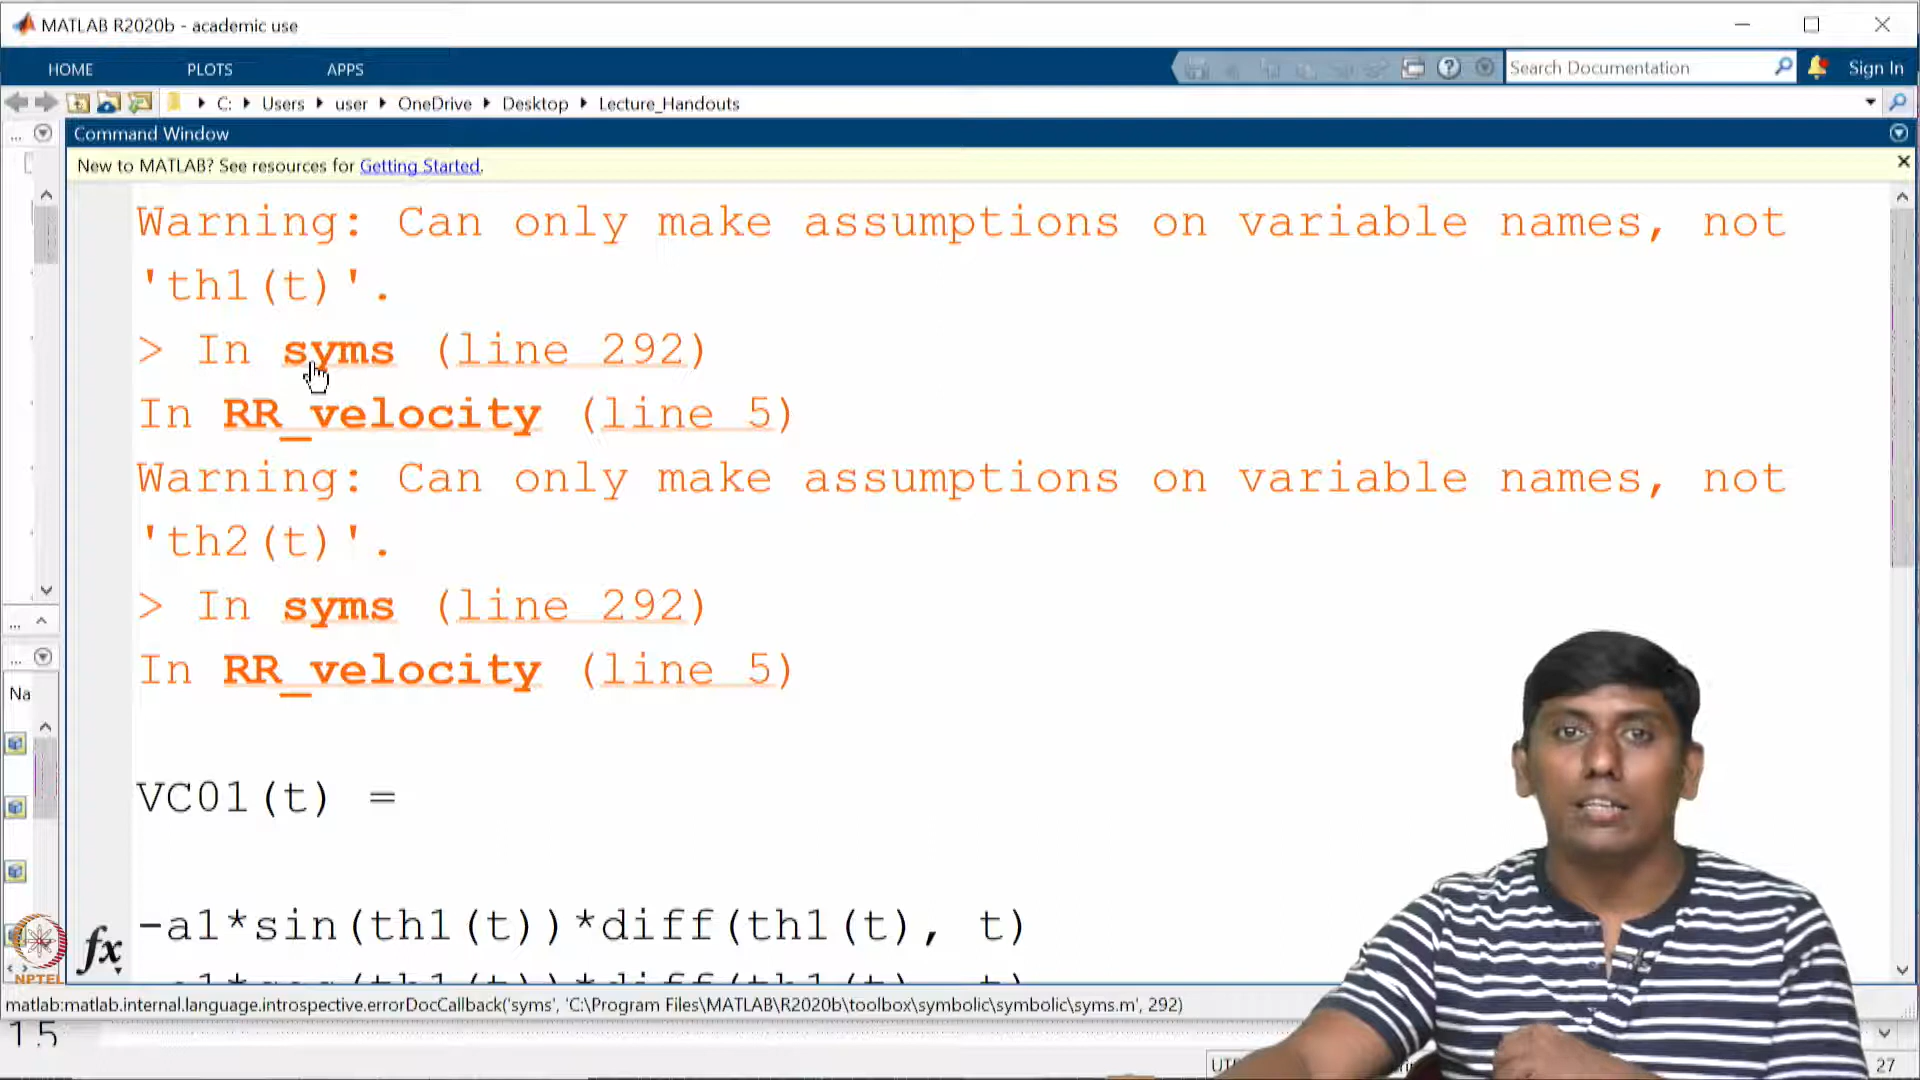 MATLAB R2020b - academic use
HOME PLOTS APPS
Search Documentation
Sign In
C: Users user OneDrive Desktop Lecture_Handouts
Command Window
New to MATLAB? See resources for Getting Started.
Warning: Can only make assumptions on variable names, not
'th1(t)'.
> In syms (line 292)
In RR_velocity (line 5)
Warning: Can only make assumptions on variable names, not
'th2(t)'.
> In syms (line 292)
In RR_velocity (line 5)
Na
VC01(t) =
-a1*sin(th1(t))*diff(th1(t), t)
fx
NPTEL
matlab:matlab.internal.language.introspective.errorDocCallback('syms', 'C:\Program Files\MATLAB\R2020b\toolbox\symbolic\symbolic\syms.m', 292)
15
27